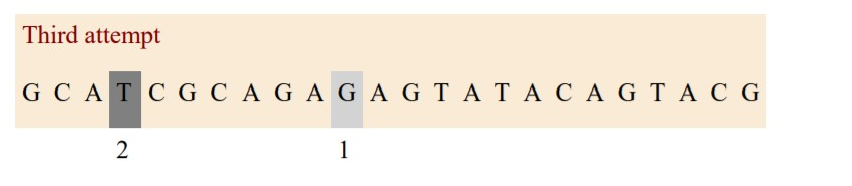 Third attempt
G C A T C G C A G A G A G T A T A C A G T A C G
2 1